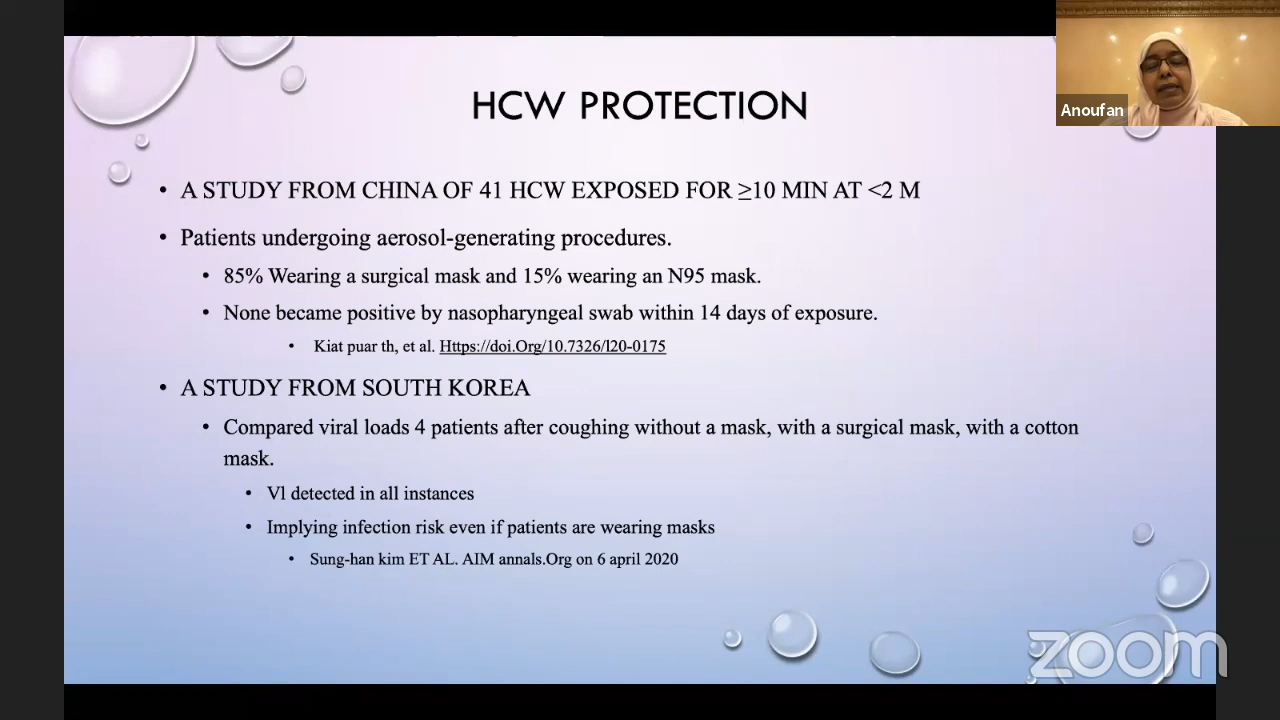 HCW PROTECTION
Anoufan
• A STUDY FROM CHINA OF 41 HCW EXPOSED FOR ≥10 MIN AT <2 M
• Patients undergoing aerosol-generating procedures.
• 85% Wearing a surgical mask and 15% wearing an N95 mask.
• None became positive by nasopharyngeal swab within 14 days of exposure.
• Kiat puar th, et al. Https://doi.Org/10.7326/l20-0175
• A STUDY FROM SOUTH KOREA
• Compared viral loads 4 patients after coughing without a mask, with a surgical mask, with a cotton
mask.
• Vl detected in all instances
• Implying infection risk even if patients are wearing masks
• Sung-han kim ET AL. AIM annals.Org on 6 april 2020
zoom